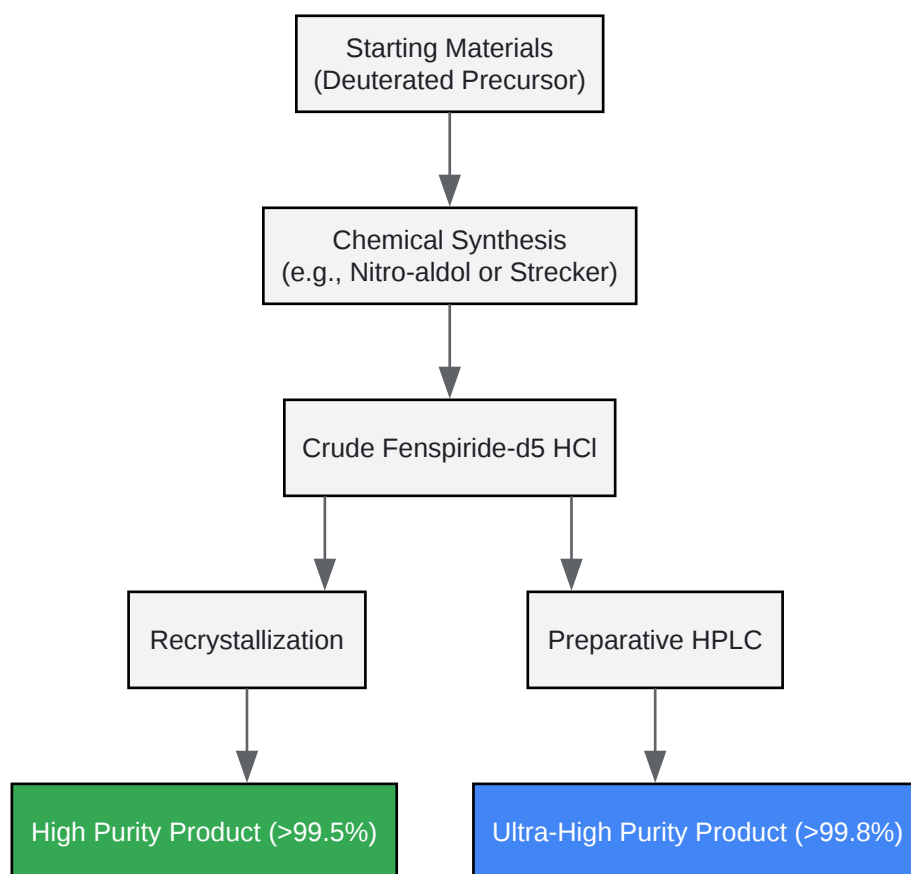 Starting Materials
(Deuterated Precursor)
Chemical Synthesis
(e.g., Nitro-aldol or Strecker)
Crude Fenspiride-d5 HCl
Recrystallization
Preparative HPLC
High Purity Product (>99.5%)
Ultra-High Purity Product (>99.8%)